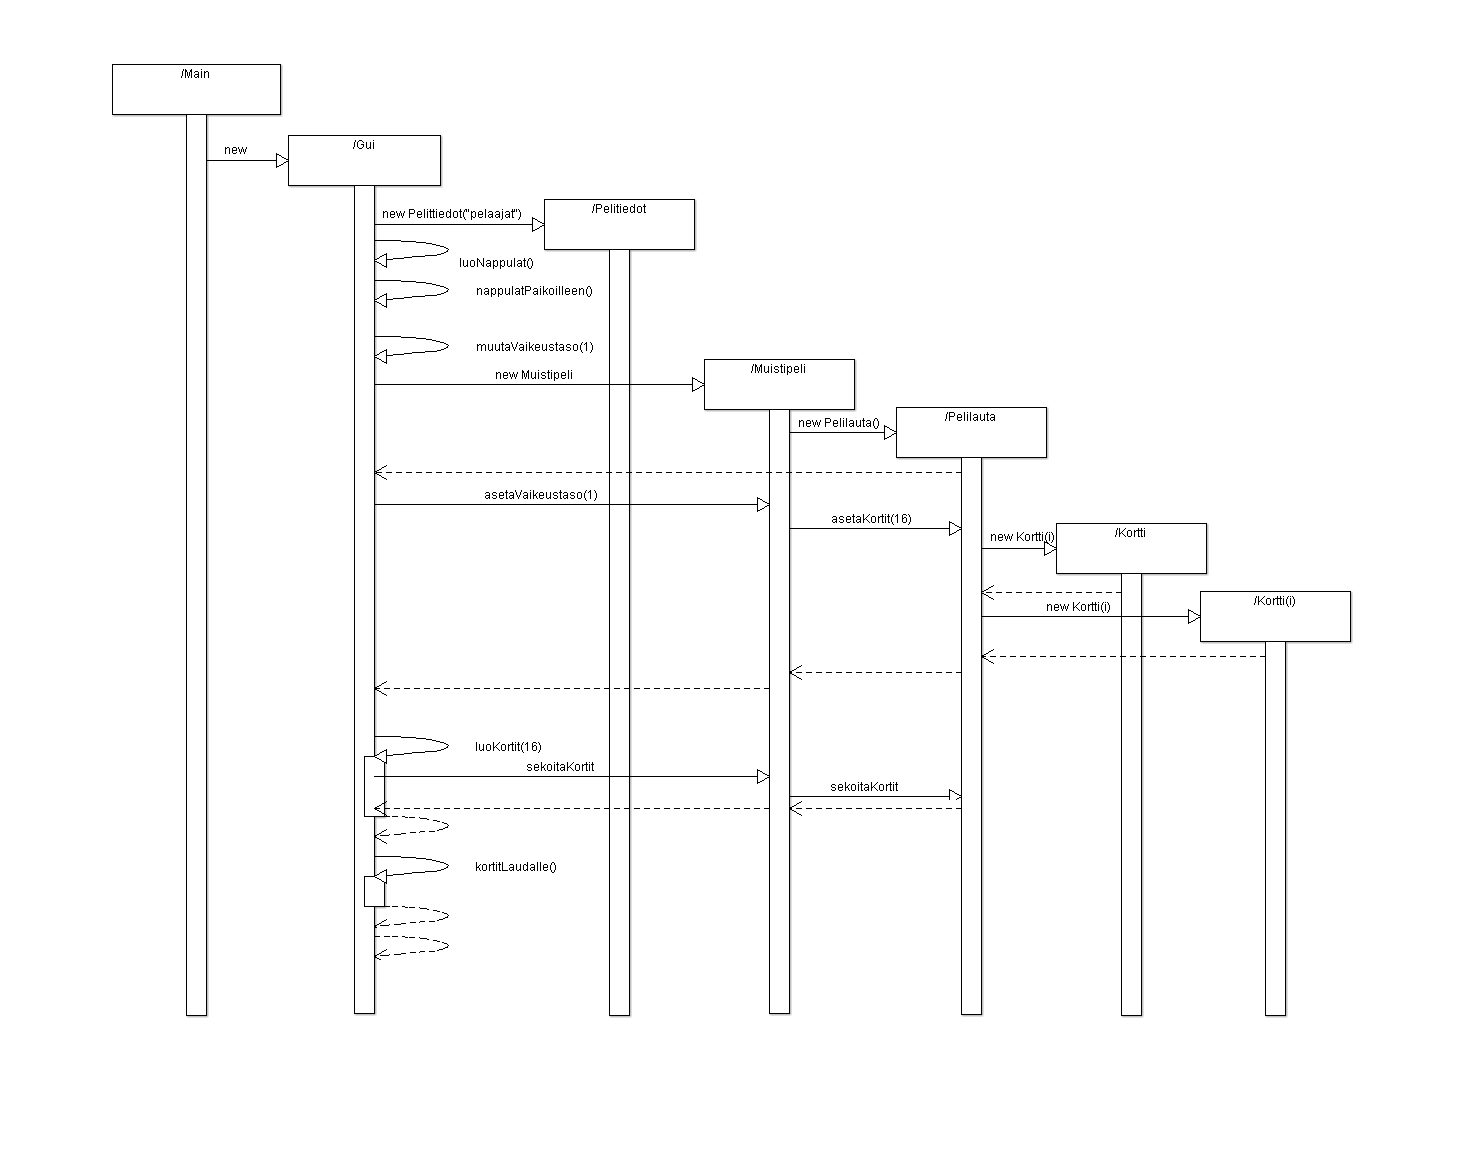 /Main
/Gui
new
/Pelitiedot
new Pelittiedot("pelaajat")
luoNappulat()
nappulatPaikoilleen()
muutaVaikeustaso(1)
/Muistipeli
new Muistipeli
/Pelilauta
new Pelilauta()
asetaVaikeustaso(1)
asetaKortit(16)
/Kortti
new Kortti(i)
/Kortti(i)
new Kortti(i)
luoKortit(16)
sekoitaKortit
sekoitaKortit
kortitLaudalle()